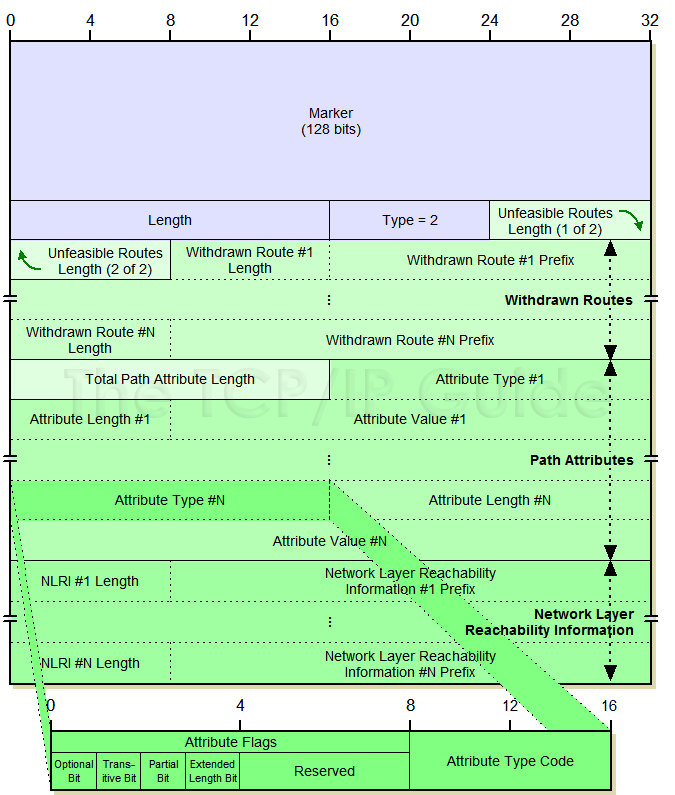 0 4 8 12 16 20 24 28 32
Marker
(128 bits)
Length
Type = 2
Unfeasible Routes
Length (1 of 2)
Unfeasible Routes
Length (2 of 2)
Withdrawn Route #1
Length
Withdrawn Route #1 Prefix
Withdrawn Routes
Withdrawn Route #N
Length
Withdrawn Route #N Prefix
The TCP/IP Guide
Total Path Attribute Length
Attribute Type #1
Attribute Length #1
Attribute Value #1
Path Attributes
Attribute Type #N
Attribute Length #N
Attribute Value #N
NLRI #1 Length
Network Layer Reachability
Information #1 Prefix
Network Layer
Reachability Information
NLRI #N Length
Network Layer Reachability
Information #N Prefix
0 4 8 12 16
Attribute Flags
Optional
Bit
Trans-
itive Bit
Partial
Bit
Extended
Length Bit
Reserved
Attribute Type Code